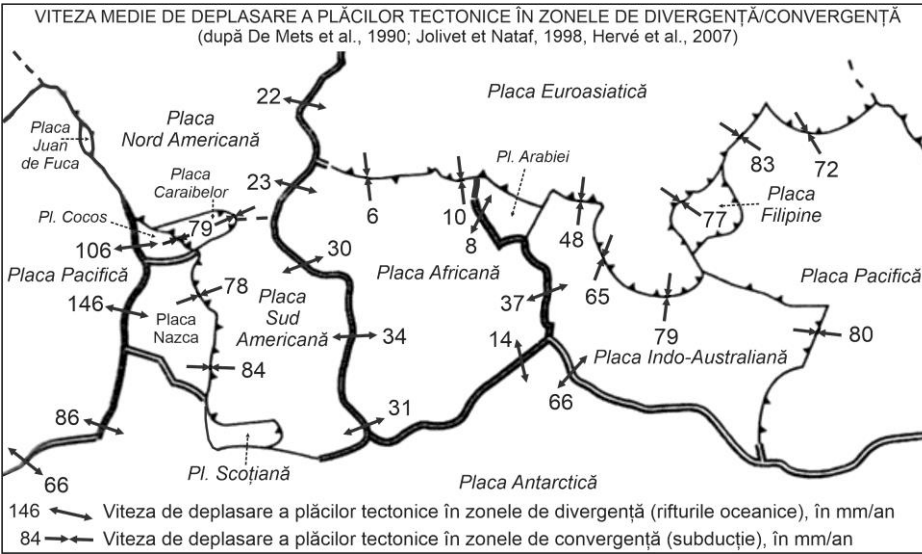 VITEZA MEDIE DE DEPLASARE A PLĂCILOR TECTONICE ÎN ZONELE DE DIVERGENȚĂ/CONVERGENȚĂ
(după De Mets et al., 1990; Jolivet et Nataf, 1998, Hervé et al., 2007)
22
Placa Euroasiatică
Placa
Nord Americană
Placa
Juan
de Fuca
Placa
Caraibelor
83
72
23
Pl. Arabiei
Placa
Filipine
6
10
77
Pl. Cocos
79
8
48
106
30
Placa Pacifică
Placa Africană
Placa Pacifică
78
65
37
146
Placa
Sud
Americană
Placa
Nazca
34
79
14
80
Placa Indo-Australiană
84
66
86
31
Pl. Scoțiană
Placa Antarctică
66
146 Viteza de deplasare a plăcilor tectonice în zonele de divergență (rifturile oceanice), în mm/an
84 Viteza de deplasare a plăcilor tectonice în zonele de convergență (subducție), în mm/an